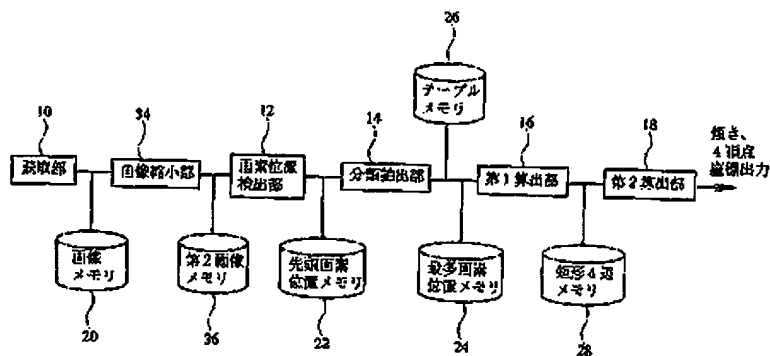 26
テーブル
メモリ
10
34
12
14
16
18
読取部
画像縮小部
画素位置
検出部
分類抽出部
第1算出部
第2算出部
傾き、
4頂点
座標出力
画像
メモリ
第2画像
メモリ
先頭画素
位置メモリ
最多画素
位置メモリ
矩形4辺
メモリ
20
36
22
24
28